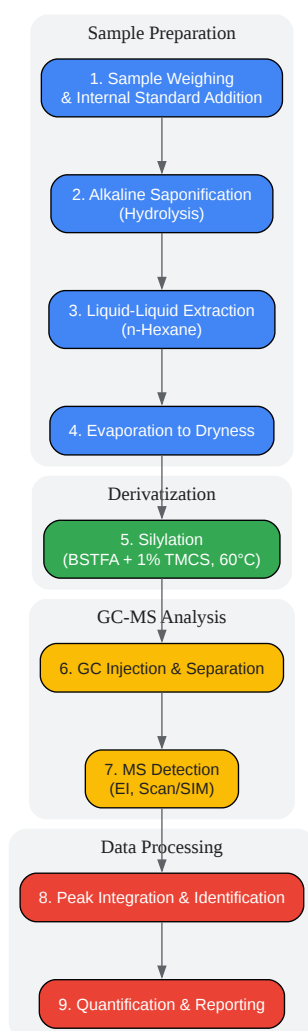 Sample Preparation
1. Sample Weighing
& Internal Standard Addition
2. Alkaline Saponification
(Hydrolysis)
3. Liquid-Liquid Extraction
(n-Hexane)
4. Evaporation to Dryness
Derivatization
5. Silylation
(BSTFA + 1% TMCS, 60°C)
GC-MS Analysis
6. GC Injection & Separation
7. MS Detection
(EI, Scan/SIM)
Data Processing
8. Peak Integration & Identification
9. Quantification & Reporting